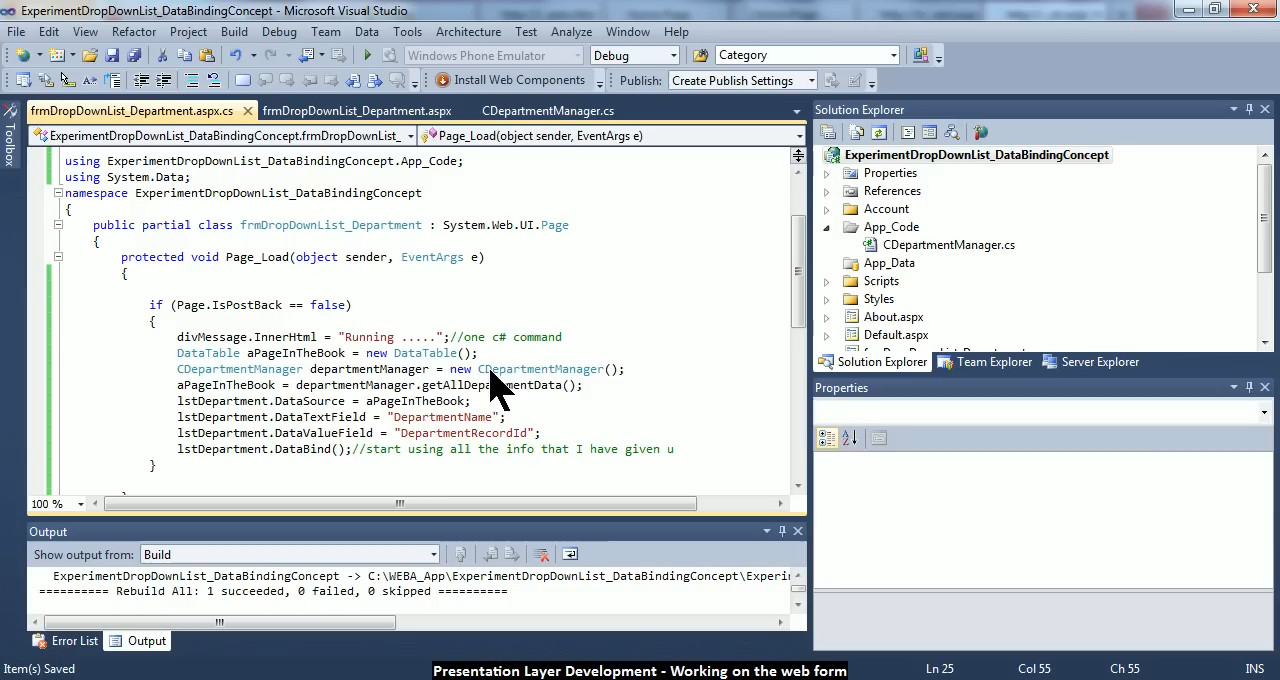 ExperimentDropDownList_DataBindingConcept - Microsoft Visual Studio
File Edit View Refactor Project Build Debug Team Data Tools Architecture Test Analyze Window Help
Windows Phone Emulator Debug Category
Install Web Components Publish: Create Publish Settings
Toolbox
frmDropDownList_Department.aspx.cs frmDropDownList_Department.aspx CDepartmentManager.cs
ExperimentDropDownList_DataBindingConcept.frmDropDownList_ Page_Load(object sender, EventArgs e)
using ExperimentDropDownList_DataBindingConcept.App_Code;
using System.Data;
namespace ExperimentDropDownList_DataBindingConcept
{
public partial class frmDropDownList_Department : System.Web.UI.Page
{
protected void Page_Load(object sender, EventArgs e)
{
if (Page.IsPostBack == false)
{
divMessage.InnerHtml = "Running .....";//one c# command
DataTable aPageInTheBook = new DataTable();
CDepartmentManager departmentManager = new CDepartmentManager();
aPageInTheBook = departmentManager.getAllDepartmentData();
lstDepartment.DataSource = aPageInTheBook;
lstDepartment.DataTextField = "DepartmentName";
lstDepartment.DataValueField = "DepartmentRecordId";
lstDepartment.DataBind();//start using all the info that I have given u
}
100 %
Output
Show output from: Build
ExperimentDropDownList_DataBindingConcept -> C:\WEBA_App\ExperimentDropDownList_DataBindingConcept\Experi
========== Rebuild All: 1 succeeded, 0 failed, skipped ==========
Error List Output
Solution Explorer
ExperimentDropDownList_DataBindingConcept
Properties
References
Account
App_Code
CDepartmentManager.cs
App_Data
Scripts
Styles
About.aspx
Default.aspx
Solution Explorer Team Explorer Server Explorer
Properties
Item(s) Saved
Presentation Layer Development - Working on the web form
Ln 25 Col 55 Ch 55 INS